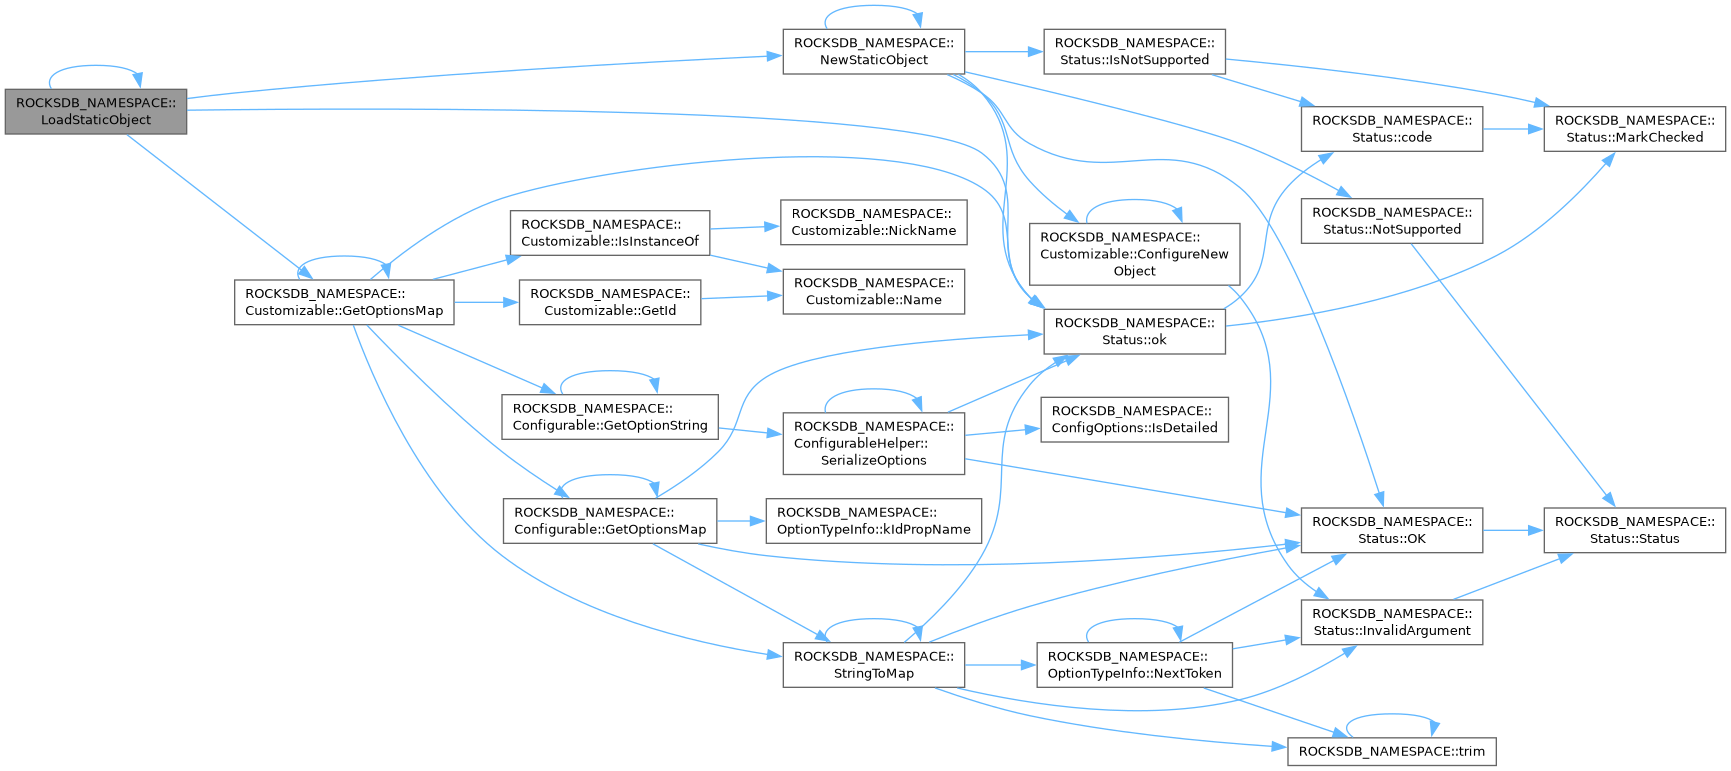 ROCKSDB_NAMESPACE::
LoadStaticObject
ROCKSDB_NAMESPACE::
Customizable::GetOptionsMap
ROCKSDB_NAMESPACE::
Customizable::IsInstanceOf
ROCKSDB_NAMESPACE::
Customizable::GetId
ROCKSDB_NAMESPACE::
Configurable::GetOptionString
ROCKSDB_NAMESPACE::
Configurable::GetOptionsMap
ROCKSDB_NAMESPACE::
NewStaticObject
ROCKSDB_NAMESPACE::
Customizable::NickName
ROCKSDB_NAMESPACE::
Customizable::Name
ROCKSDB_NAMESPACE::
ConfigurableHelper::
SerializeOptions
ROCKSDB_NAMESPACE::
OptionTypeInfo::kIdPropName
ROCKSDB_NAMESPACE::
StringToMap
ROCKSDB_NAMESPACE::
Status::IsNotSupported
ROCKSDB_NAMESPACE::
Customizable::ConfigureNew
Object
ROCKSDB_NAMESPACE::
Status::ok
ROCKSDB_NAMESPACE::
ConfigOptions::IsDetailed
ROCKSDB_NAMESPACE::
OptionTypeInfo::NextToken
ROCKSDB_NAMESPACE::
Status::code
ROCKSDB_NAMESPACE::
Status::NotSupported
ROCKSDB_NAMESPACE::
Status::OK
ROCKSDB_NAMESPACE::
Status::InvalidArgument
ROCKSDB_NAMESPACE::trim
ROCKSDB_NAMESPACE::
Status::MarkChecked
ROCKSDB_NAMESPACE::
Status::Status